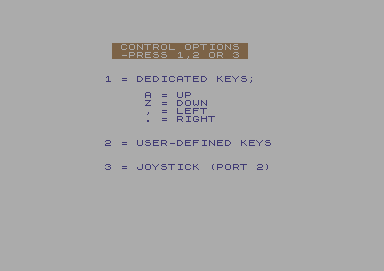 CONTROL OPTIONS
-PRESS 1,2 OR 3
1 = DEDICATED KEYS;
A = UP
Z = DOWN
, = LEFT
. = RIGHT
2 = USER-DEFINED KEYS
3 = JOYSTICK (PORT 2)